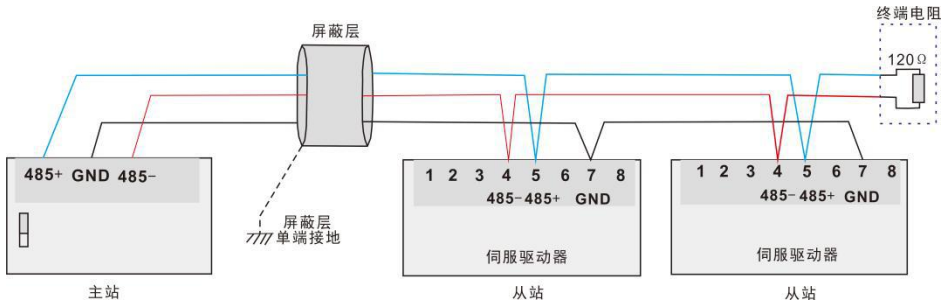 终端电阻
屏蔽层
120Ω
485+ GND 485-
1 2 3 4 5 6 7 8
485- 485+ GND
1 2 3 4 5 6 7 8
485- 485+ GND
屏蔽层
单端接地
伺服驱动器
伺服驱动器
主站
从站
从站